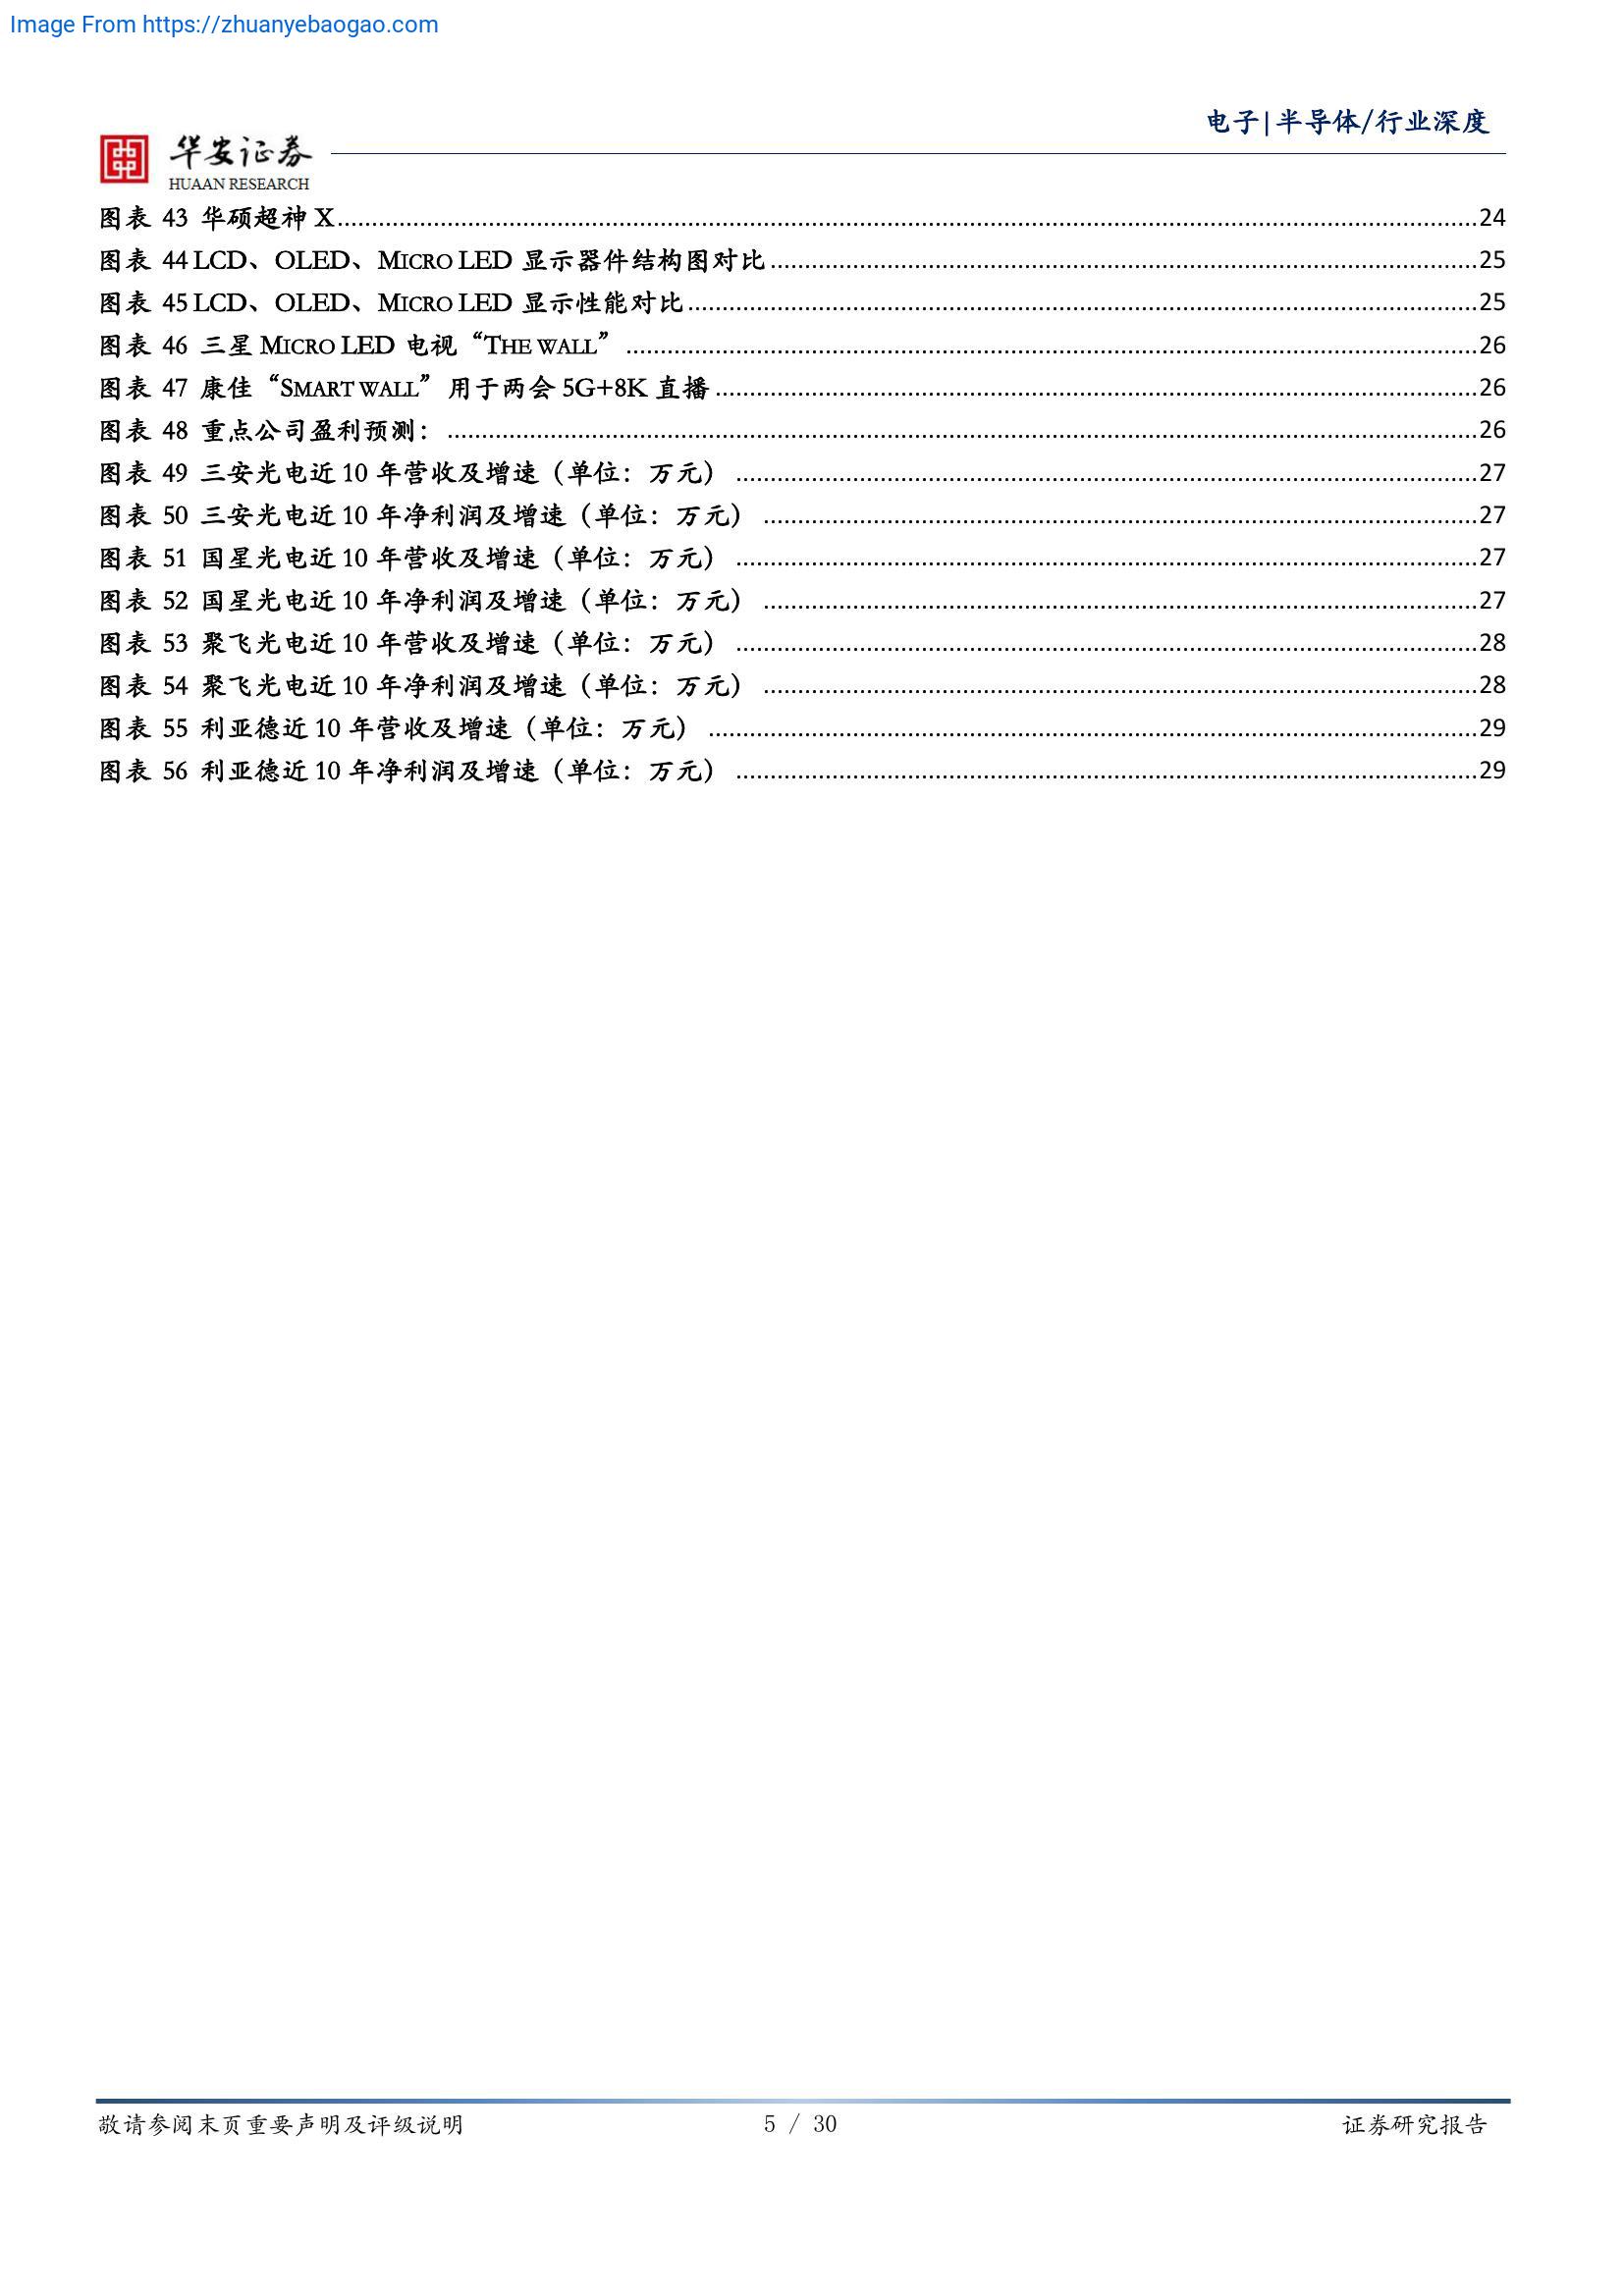 Image From https://zhuanyebaogao.com
电子|半导体/行业深度
华安证券
HUAAN RESEARCH
图表 43 华硕超神 X........................24
图表 44 LCD、OLED、MICRO LED 显示器件结构图对比........................25
图表 45 LCD、OLED、MICRO LED 显示性能对比........................25
图表 46 三星 MICRO LED 电视“THE WALL”........................26
图表 47 康佳“SMART WALL”用于两会 5G+8K 直播........................26
图表 48 重点公司盈利预测：........................26
图表 49 三安光电近 10 年营收及增速（单位：万元）........................27
图表 50 三安光电近 10 年净利润及增速（单位：万元）........................27
图表 51 国星光电近 10 年营收及增速（单位：万元）........................27
图表 52 国星光电近 10 年净利润及增速（单位：万元）........................27
图表 53 聚飞光电近 10 年营收及增速（单位：万元）........................28
图表 54 聚飞光电近 10 年净利润及增速（单位：万元）........................28
图表 55 利亚德近 10 年营收及增速（单位：万元）........................29
图表 56 利亚德近 10 年净利润及增速（单位：万元）........................29
敬请参阅末页重要声明及评级说明 5 / 30 证券研究报告